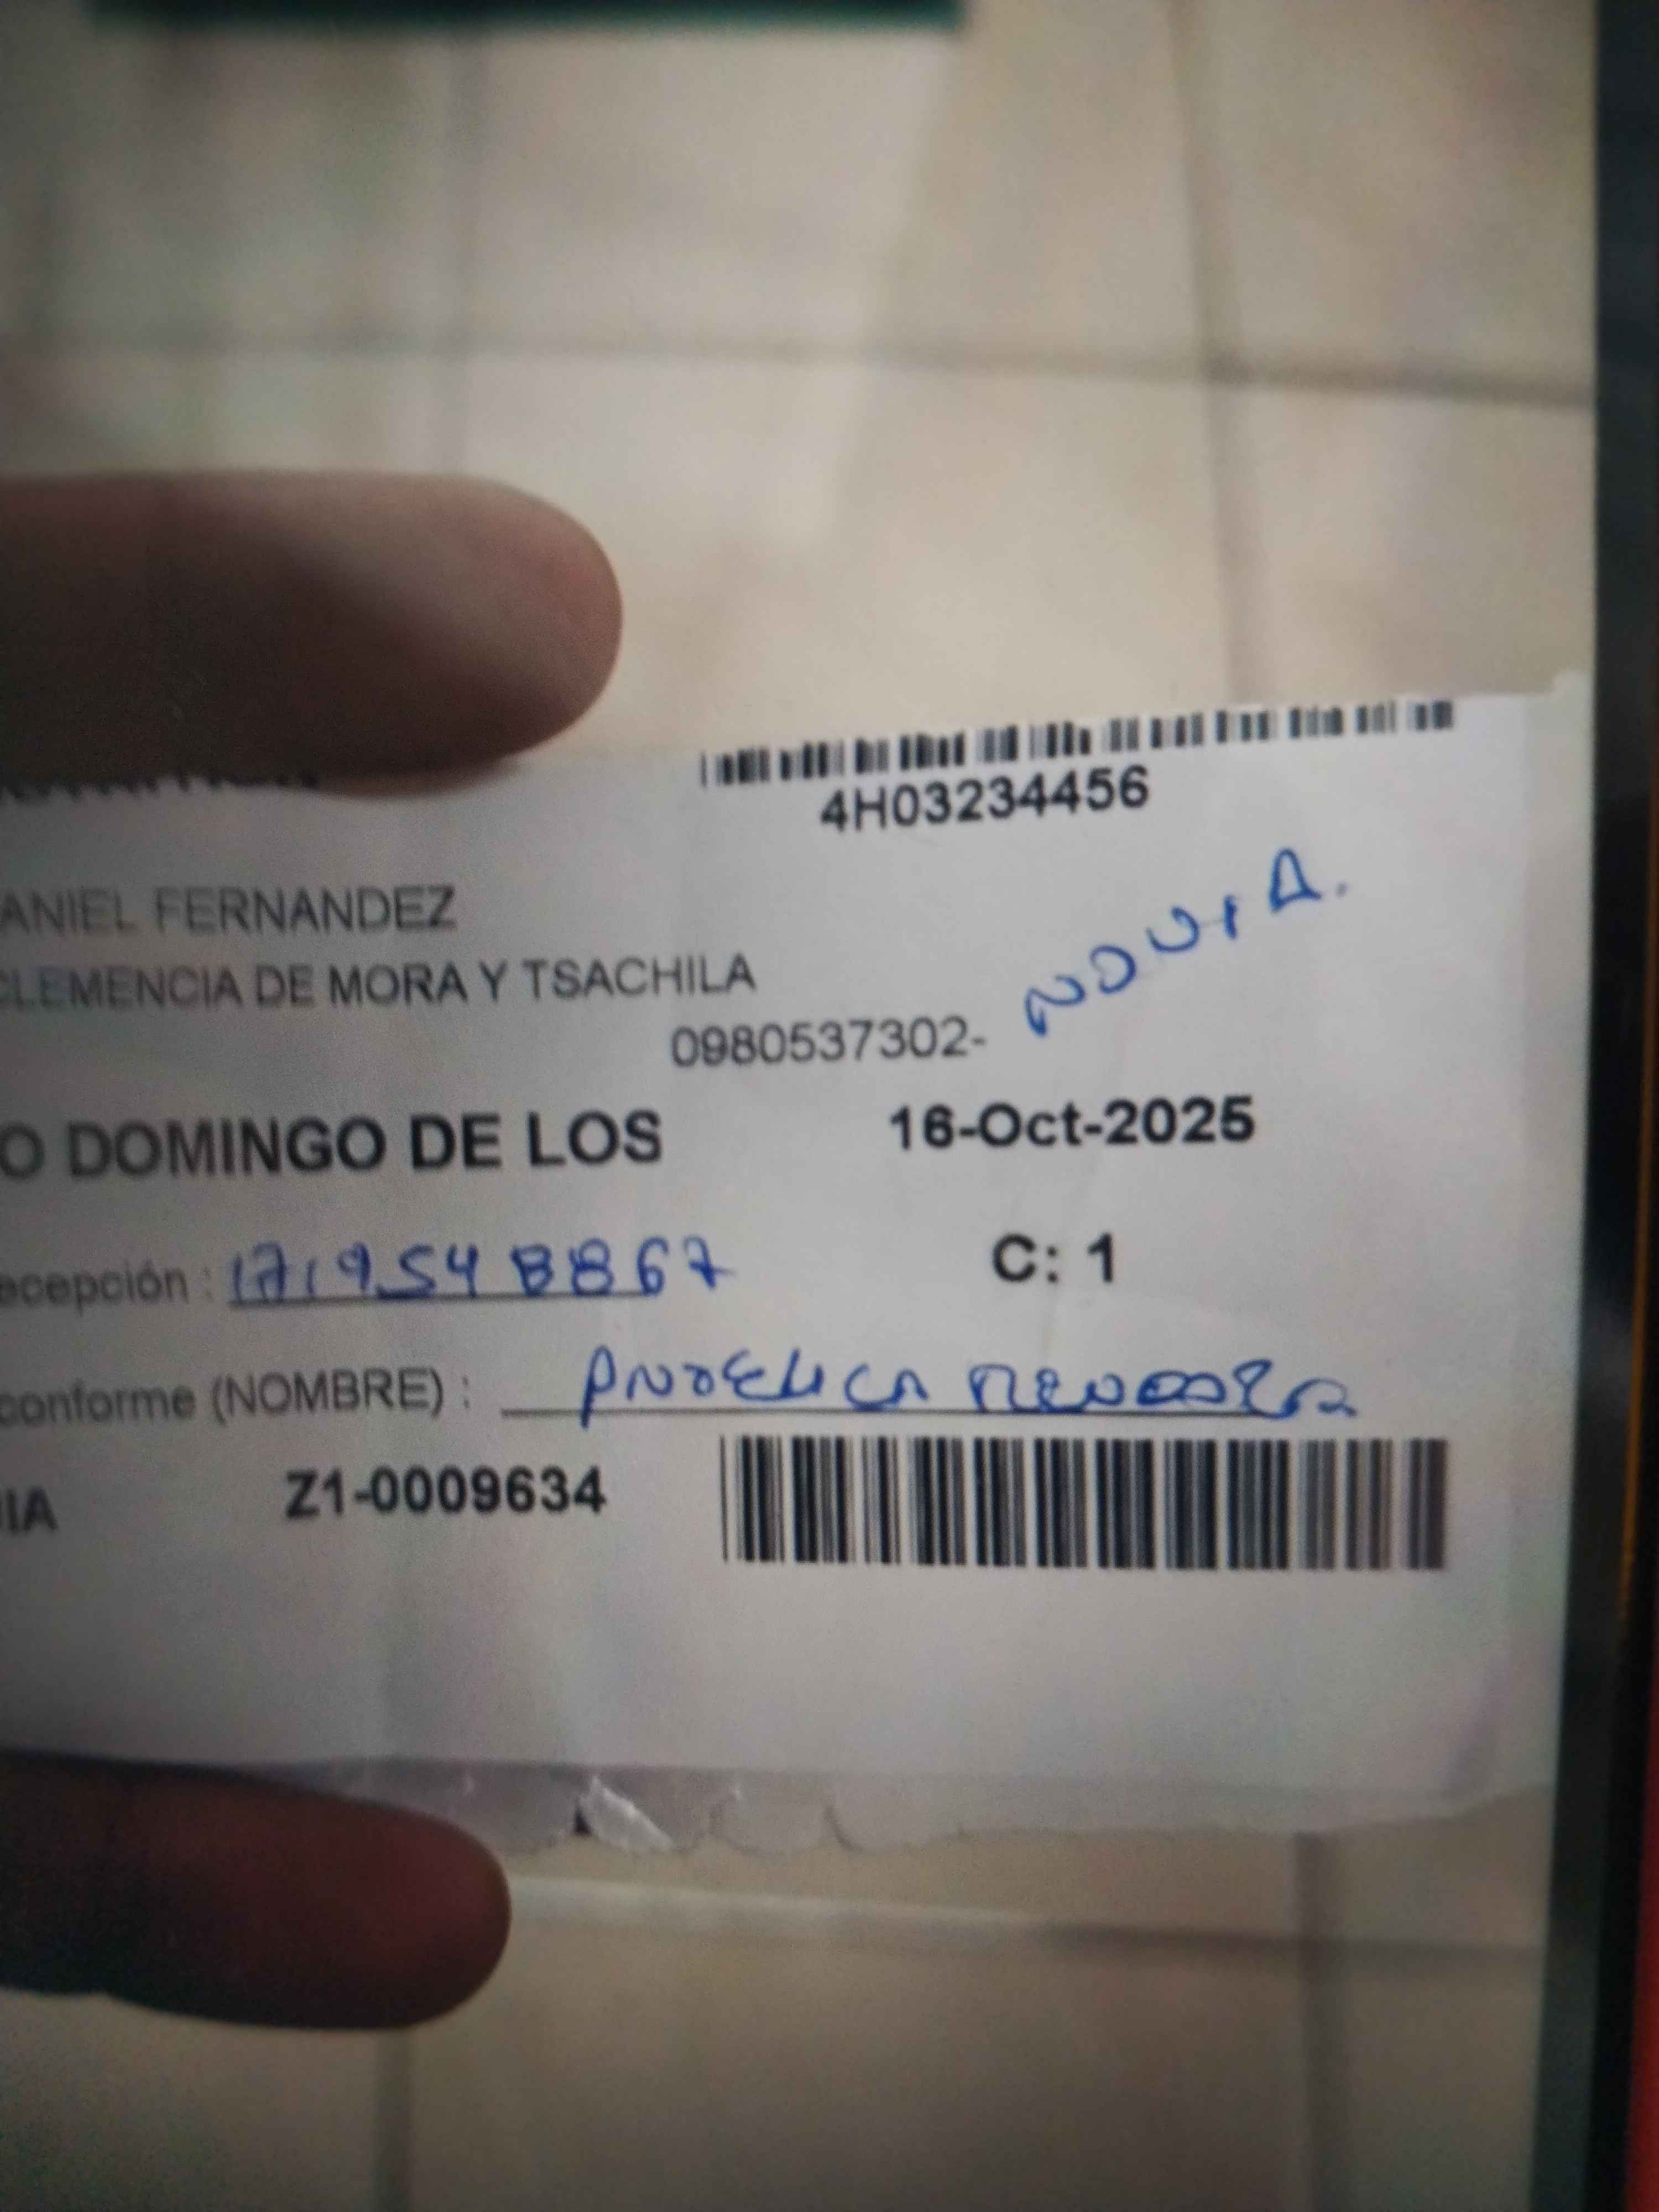 4H03234456
ANIEL FERNANDEZ
CLEMENCIA DE MORA Y TSACHILA
0980537302-
NOVIA.
O DOMINGO DE LOS 16-Oct-2025
ecepción : 1719548867 C: 1
conforme (NOMBRE) : ANGELICA MENDOZA
IA Z1-0009634